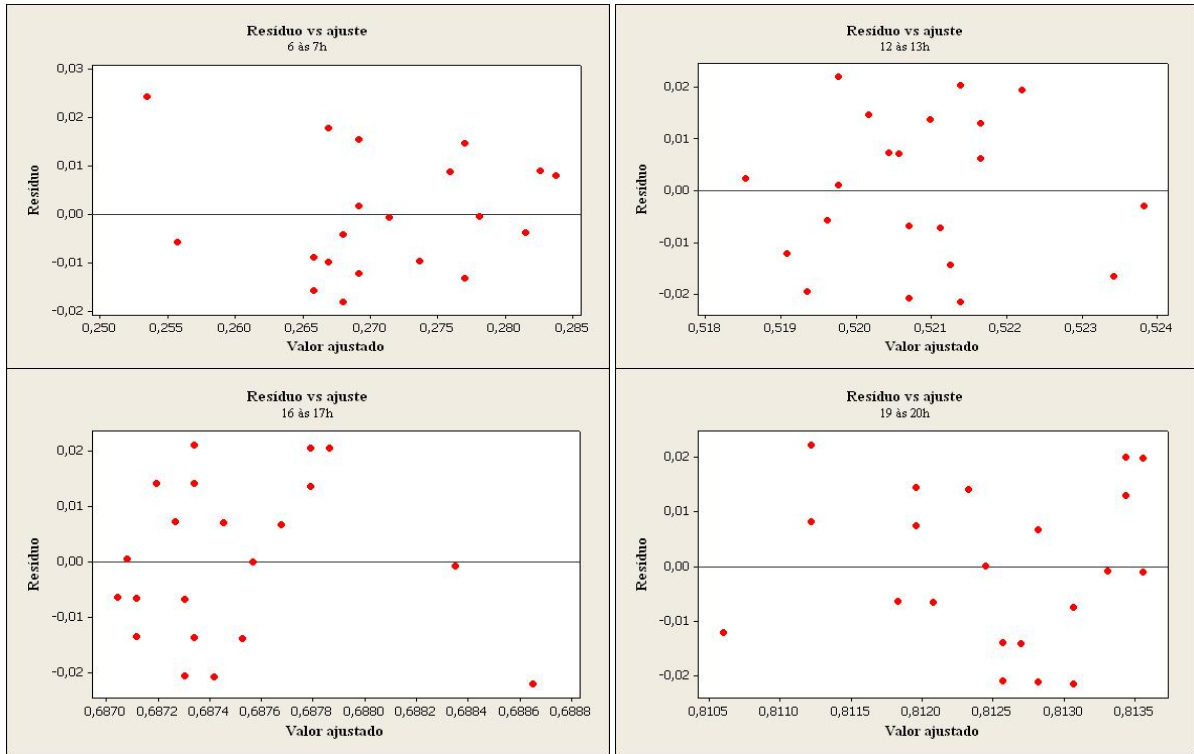 Resíduo vs ajuste
6 às 7h
0,03
0,02
0,01
0,00
-0,01
-0,02
Resíduo
0,250 0,255 0,260 0,265 0,270 0,275 0,280 0,285
Valor ajustado
Resíduo vs ajuste
12 às 13h
0,02
0,01
0,00
-0,01
-0,02
Resíduo
0,518 0,519 0,520 0,521 0,522 0,523 0,524
Valor ajustado
Resíduo vs ajuste
16 às 17h
0,02
0,01
0,00
-0,01
-0,02
Resíduo
0,6870 0,6872 0,6874 0,6876 0,6878 0,6880 0,6882 0,6884 0,6886 0,6888
Valor ajustado
Resíduo vs ajuste
19 às 20h
0,02
0,01
0,00
-0,01
-0,02
Resíduo
0,8105 0,8110 0,8115 0,8120 0,8125 0,8130 0,8135
Valor ajustado